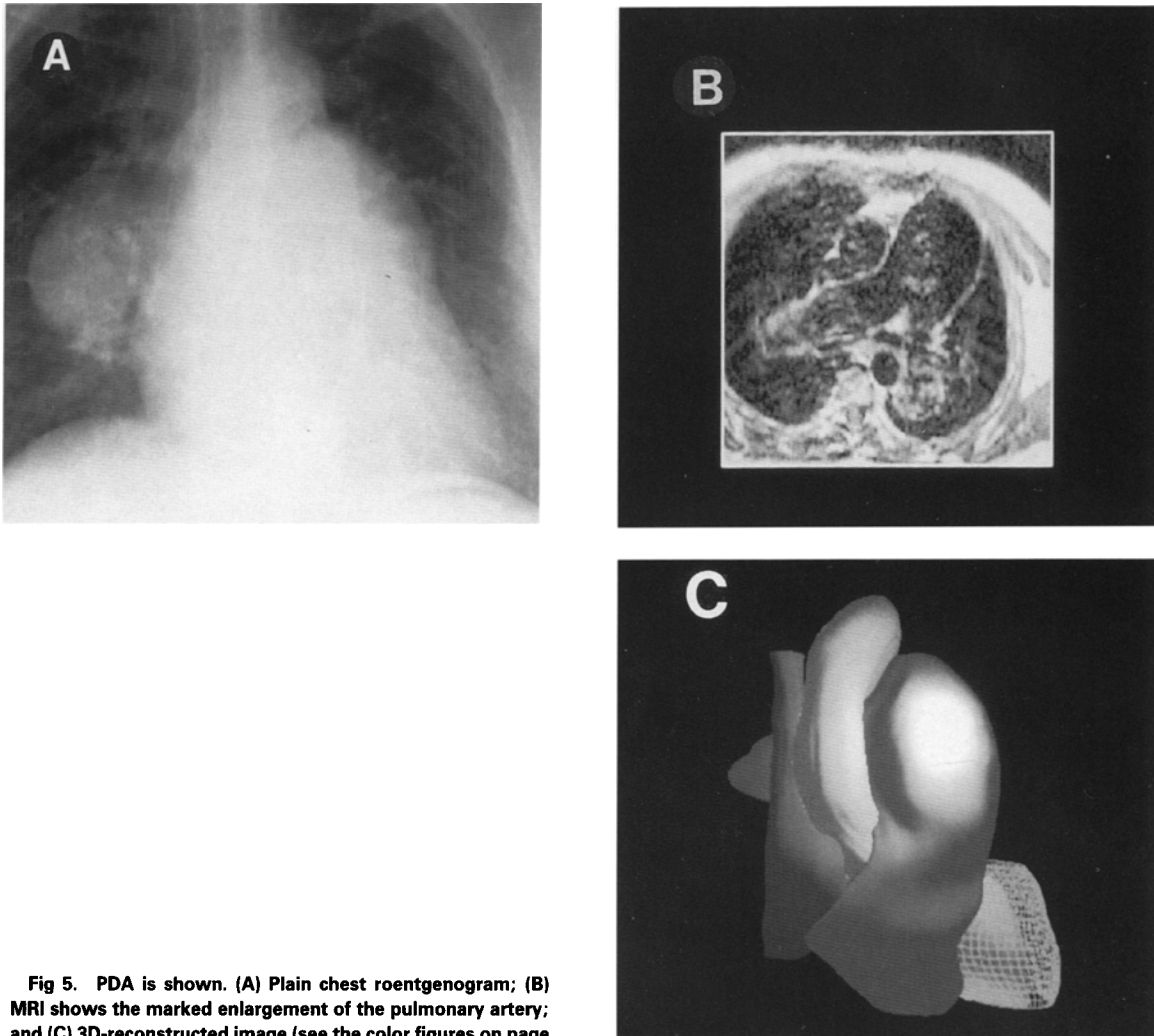 A
B
C
Fig 5. PDA is shown. (A) Plain chest roentgenogram; (B)
MRI shows the marked enlargement of the pulmonary artery;
and (C) 3D-reconstructed image (see the color figures on page